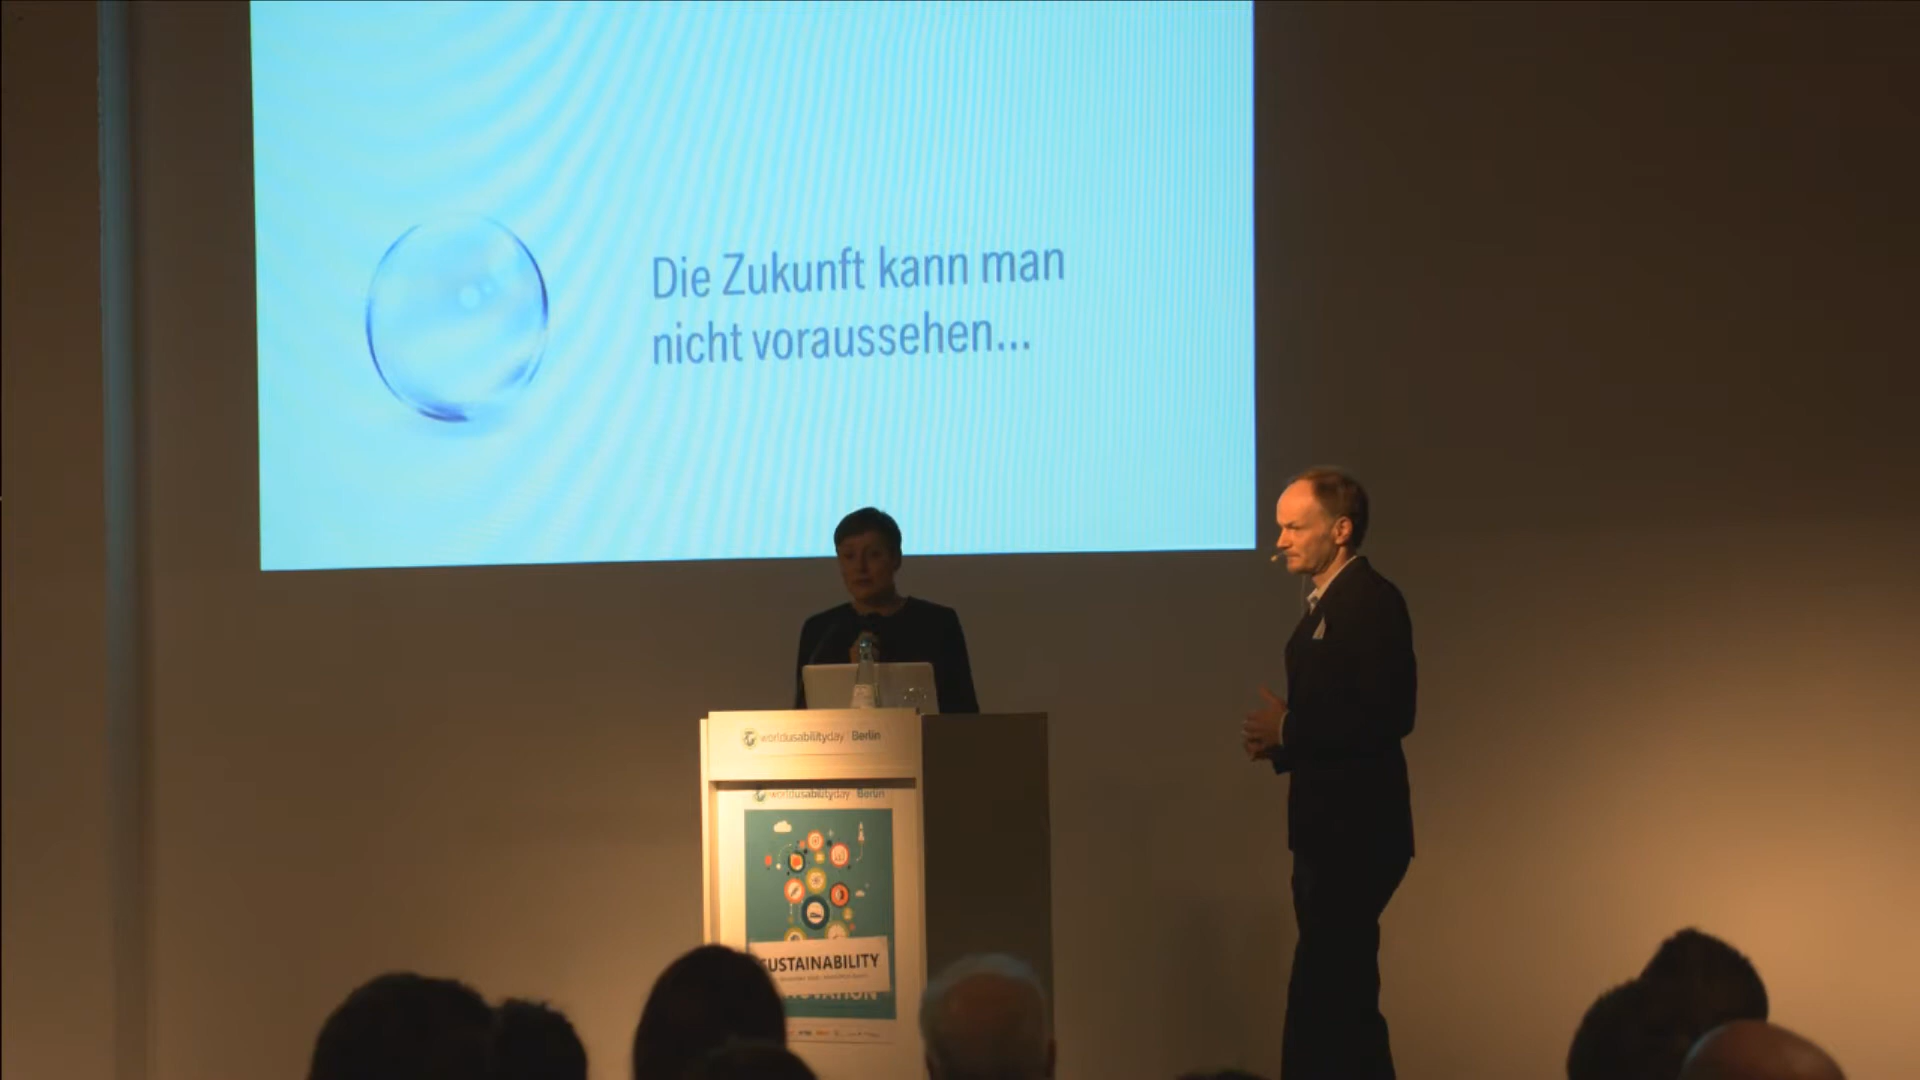 Die Zukunft kann man
nicht voraussehen...
worldusabilityday Berlin
worldusabilityday Berlin
SUSTAINABILITY